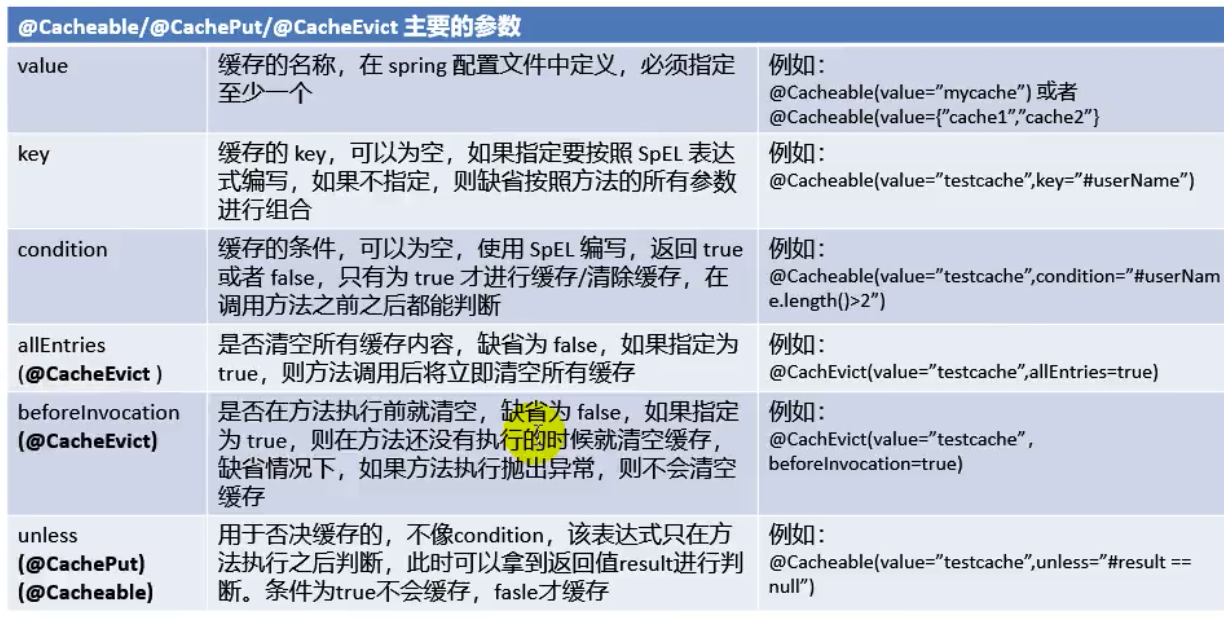 @Cacheable/@CachePut/@CacheEvict 主要的参数
value
缓存的名称，在 spring 配置文件中定义，必须指定
至少一个
例如：
@Cacheable(value=”mycache”) 或者
@Cacheable(value={”cache1”,”cache2”}
key
缓存的 key，可以为空，如果指定要按照 SpEL 表达
式编写，如果不指定，则缺省按照方法的所有参数
进行组合
例如：
@Cacheable(value=”testcache”,key=”#userName”)
condition
缓存的条件，可以为空，使用 SpEL 编写，返回 true
或者 false，只有为 true 才进行缓存/清除缓存，在
调用方法之前之后都能判断
例如：
@Cacheable(value=”testcache”,condition=”#userNam
e.length()>2”)
allEntries
(@CacheEvict )
是否清空所有缓存内容，缺省为 false，如果指定为
true，则方法调用后将立即清空所有缓存
例如：
@CachEvict(value=”testcache”,allEntries=true)
beforeInvocation
(@CacheEvict)
是否在方法执行前就清空，缺省为 false，如果指定
为 true，则在方法还没有执行的时候就清空缓存，
缺省情况下，如果方法执行抛出异常，则不会清空
缓存
例如：
@CachEvict(value=”testcache”，
beforeInvocation=true)
unless
(@CachePut)
(@Cacheable)
用于否决缓存的，不像condition，该表达式只在方
法执行之后判断，此时可以拿到返回值result进行判
断。条件为true不会缓存，fasle才缓存
例如：
@Cacheable(value=”testcache”,unless=”#result ==
null”)